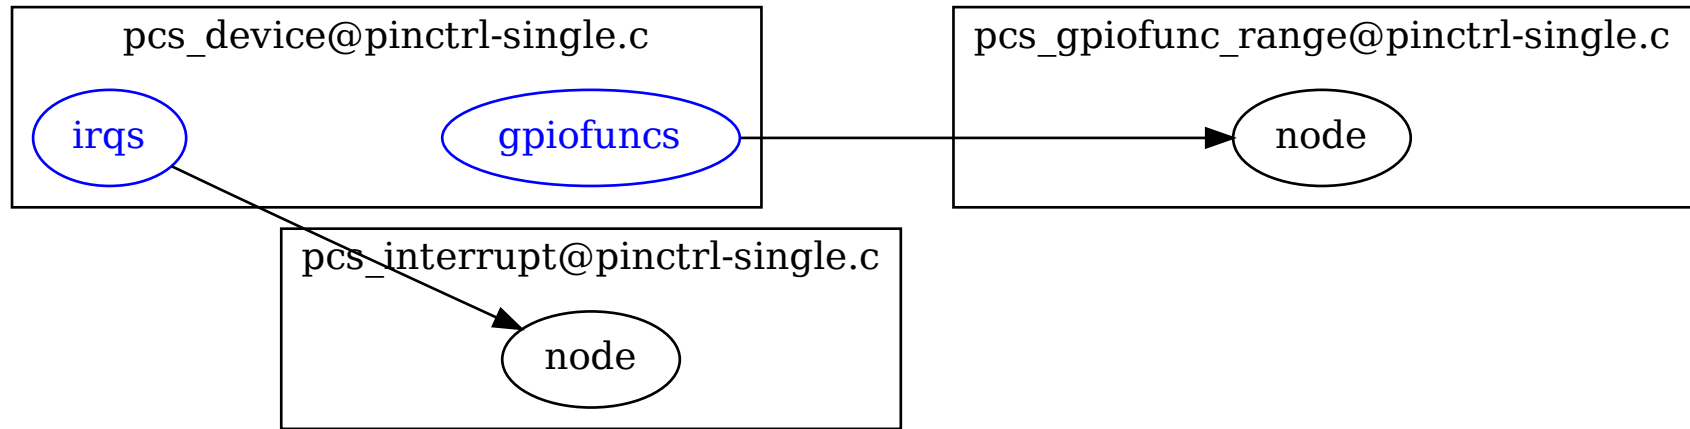 pcs_device@pinctrl-single.c
irqs
gpiofuncs
pcs_gpiofunc_range@pinctrl-single.c
node
pcs_interrupt@pinctrl-single.c
node